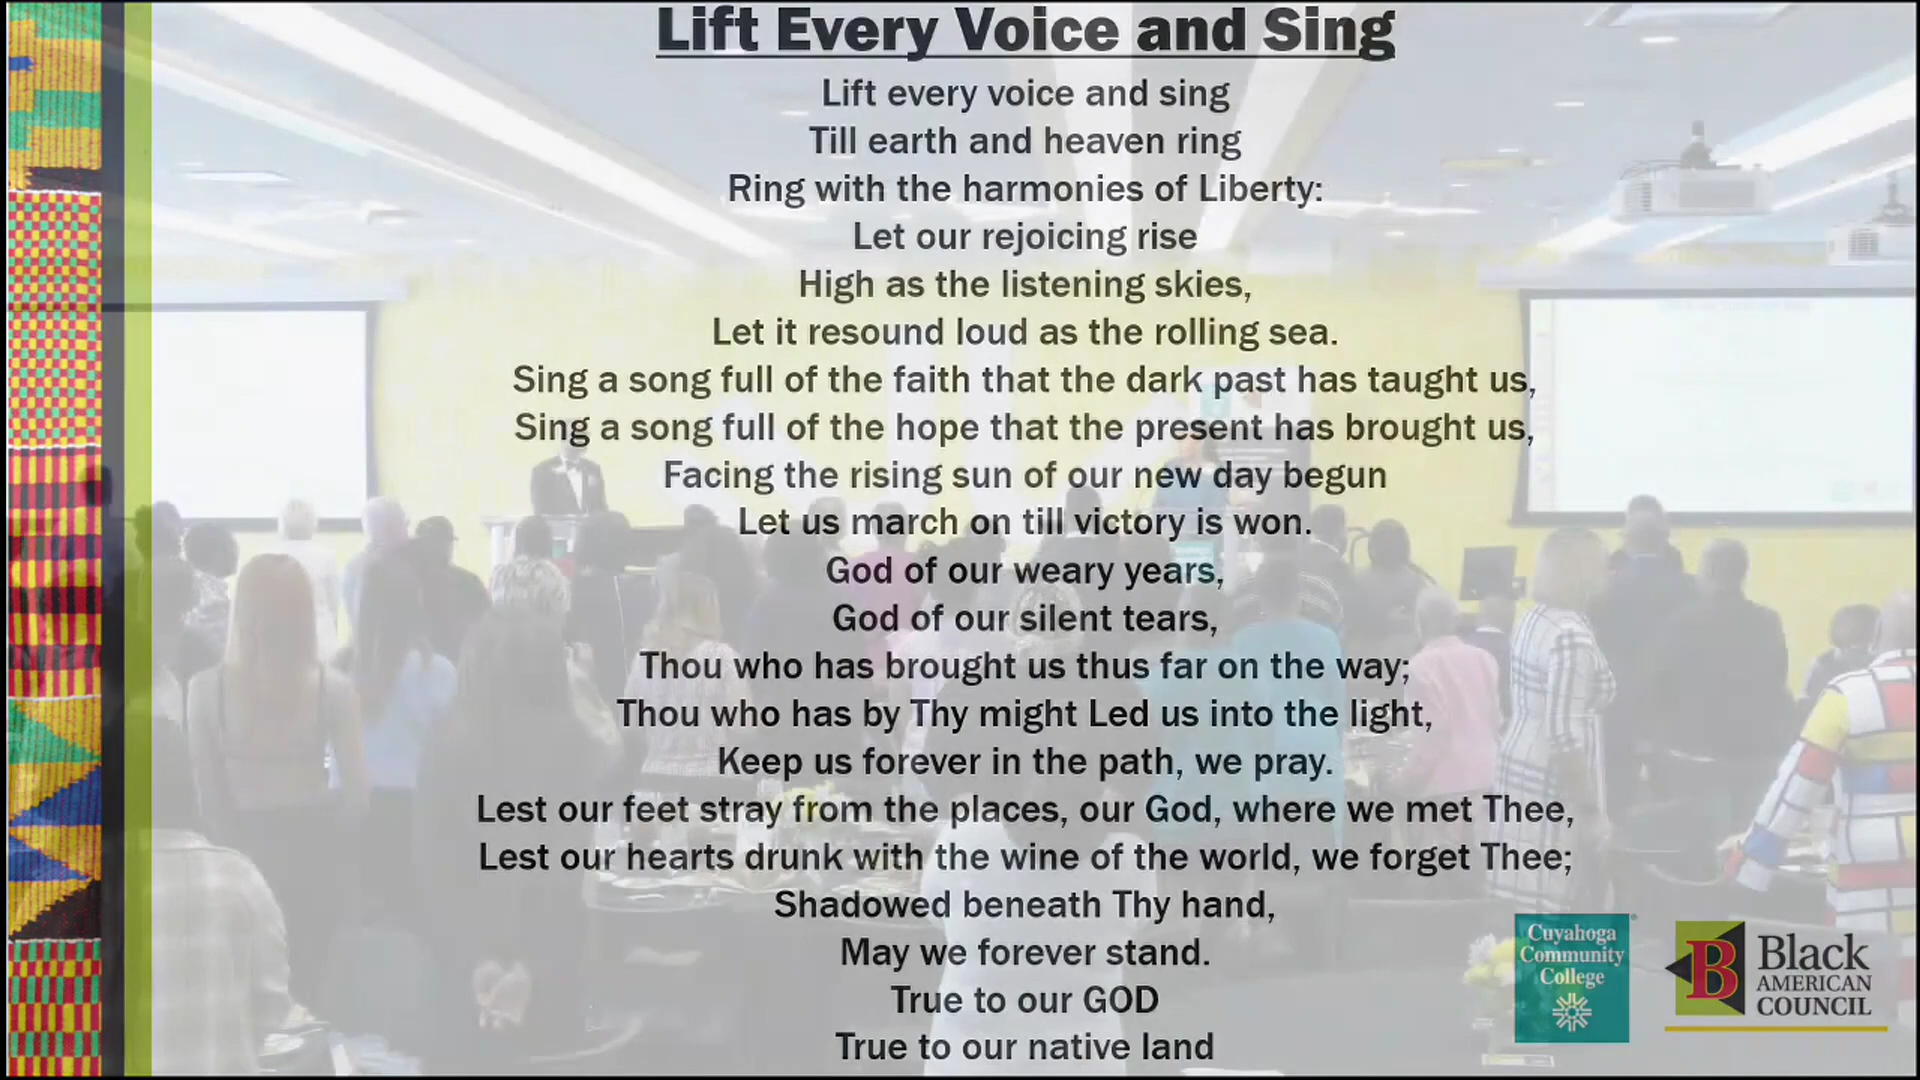 Lift Every Voice and Sing
Lift every voice and sing
Till earth and heaven ring
Ring with the harmonies of Liberty:
Let our rejoicing rise
High as the listening skies,
Let it resound loud as the rolling sea.
Sing a song full of the faith that the dark past has taught us,
Sing a song full of the hope that the present has brought us,
Facing the rising sun of our new day begun
Let us march on till victory is won.
God of our weary years,
God of our silent tears,
Thou who has brought us thus far on the way;
Thou who has by Thy might Led us into the light,
Keep us forever in the path, we pray.
Lest our feet stray from the places, our God, where we met Thee,
Lest our hearts drunk with the wine of the world, we forget Thee;
Shadowed beneath Thy hand,
May we forever stand.
True to our GOD
True to our native land
Cuyahoga
Community
College
B
Black
AMERICAN
COUNCIL